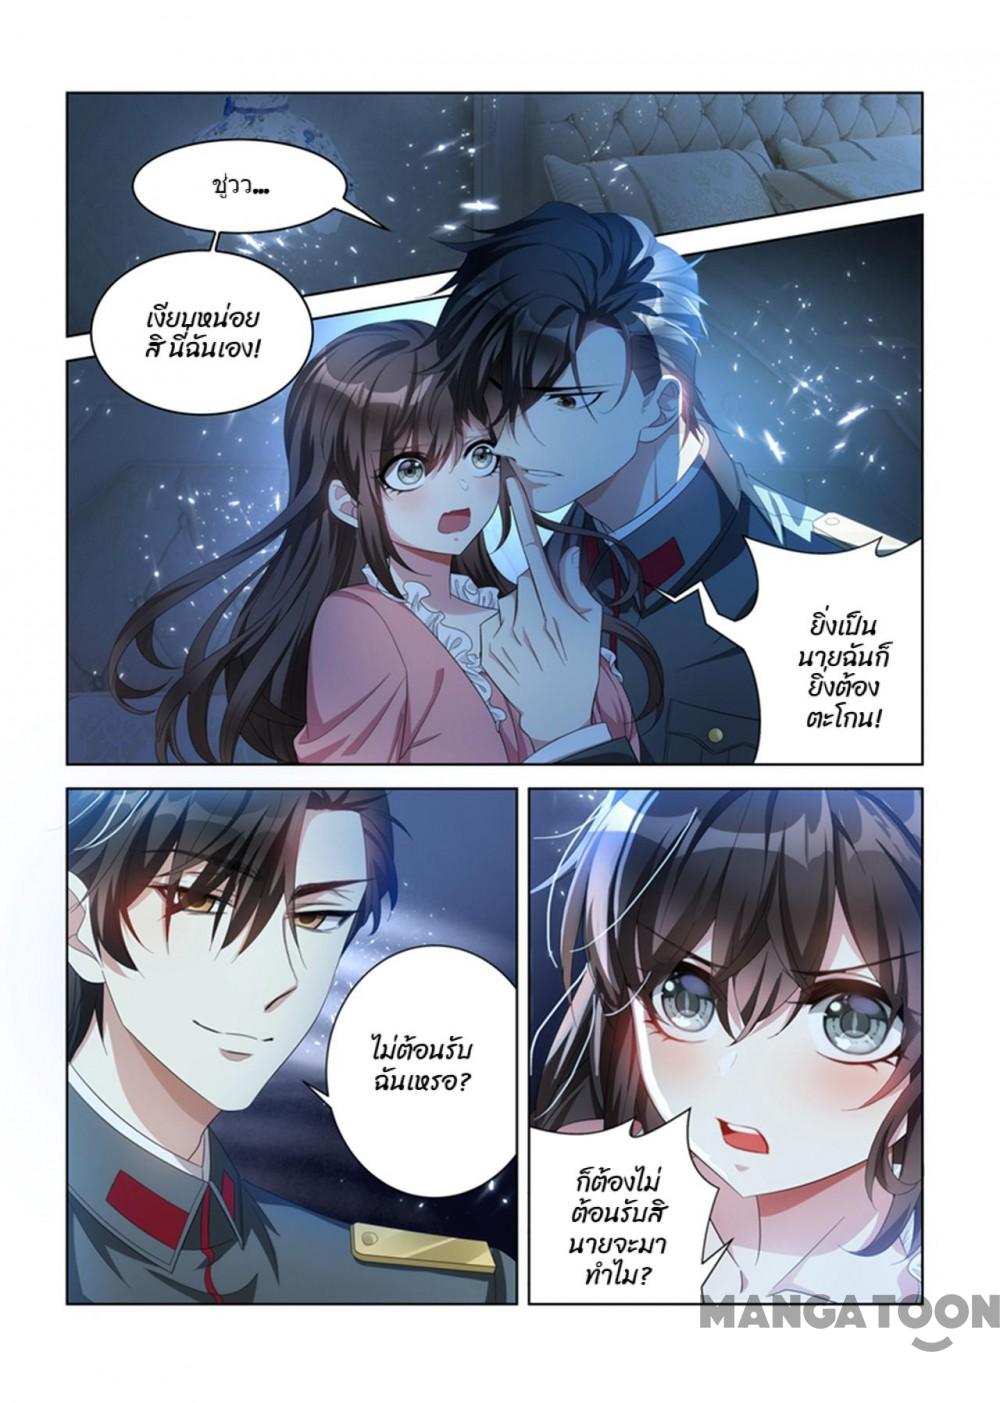 ชู่วว...
เงียบหน่อย
สิ นี่ฉันเอง!
ยิ่งเป็น
นายฉันก็
ยิ่งต้อง
ตะโกน!
ไม่ต้อนรับ
ฉันเหรอ?
ก็ต้องไม่
ต้อนรับสิ
นายจะมา
ทำไม?
MANGATOON